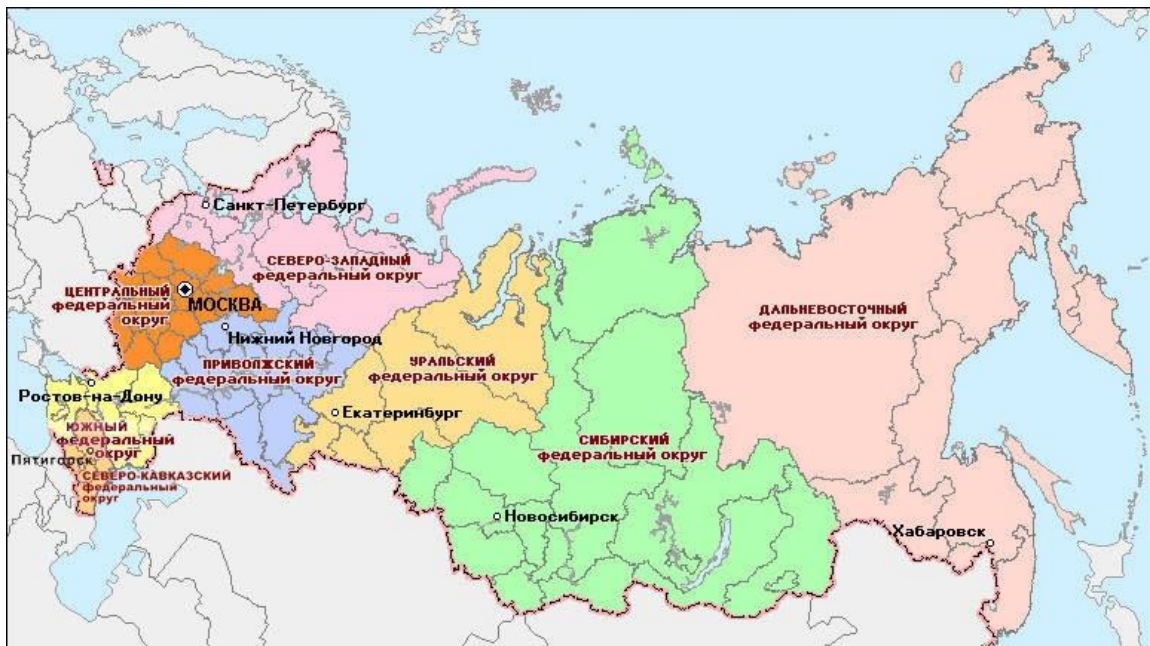 Санкт-Петербург
СЕВЕРО-ЗАПАДНЫЙ
федеральный округ
ЦЕНТРАЛЬНЫЙ
федеральный
округ
МОСКВА
Нижний Новгород
ДАЛЬНЕВОСТОЧНЫЙ
федеральный округ
ПРИВОЛЖСКИЙ
федеральный округ
УРАЛЬСКИЙ
федеральный округ
Ростов-на-Дону
Екатеринбург
ЮЖНЫЙ
федеральный
округ
Пятигорск
СЕВЕРО-КАВКАЗСКИЙ
федеральный
округ
СИБИРСКИЙ
федеральный округ
Новосибирск
Хабаровск